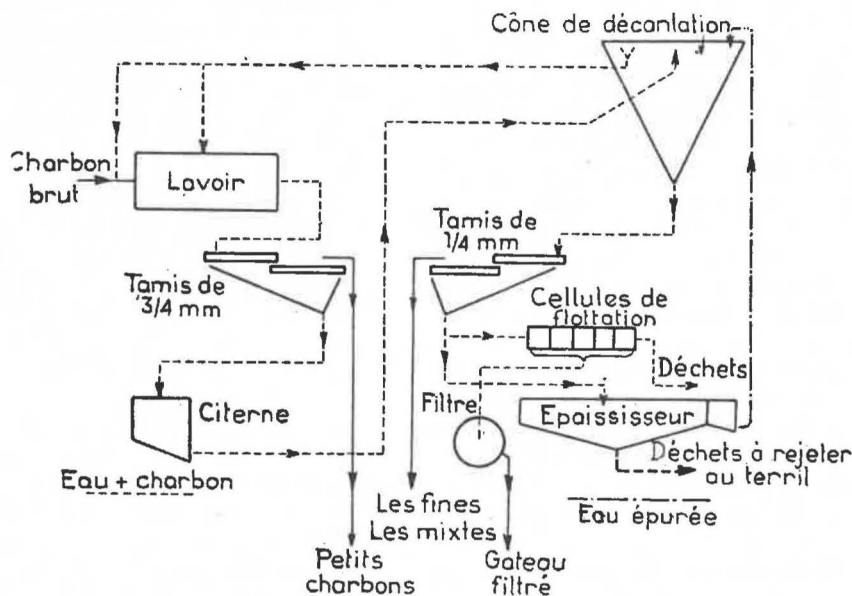 Cône de décantation
Charbon
brut
Lavoir
Tamis de
3/4 mm
Tamis de
1/4 mm
Cellules de
flottation
Déchets
Citerne
Filtre
Epaississeur
Déchets à rejeter
au terril
Eau + charbon
Les fines
Les mixtes
Eau épurée
Petits
charbons
Gateau
filtré